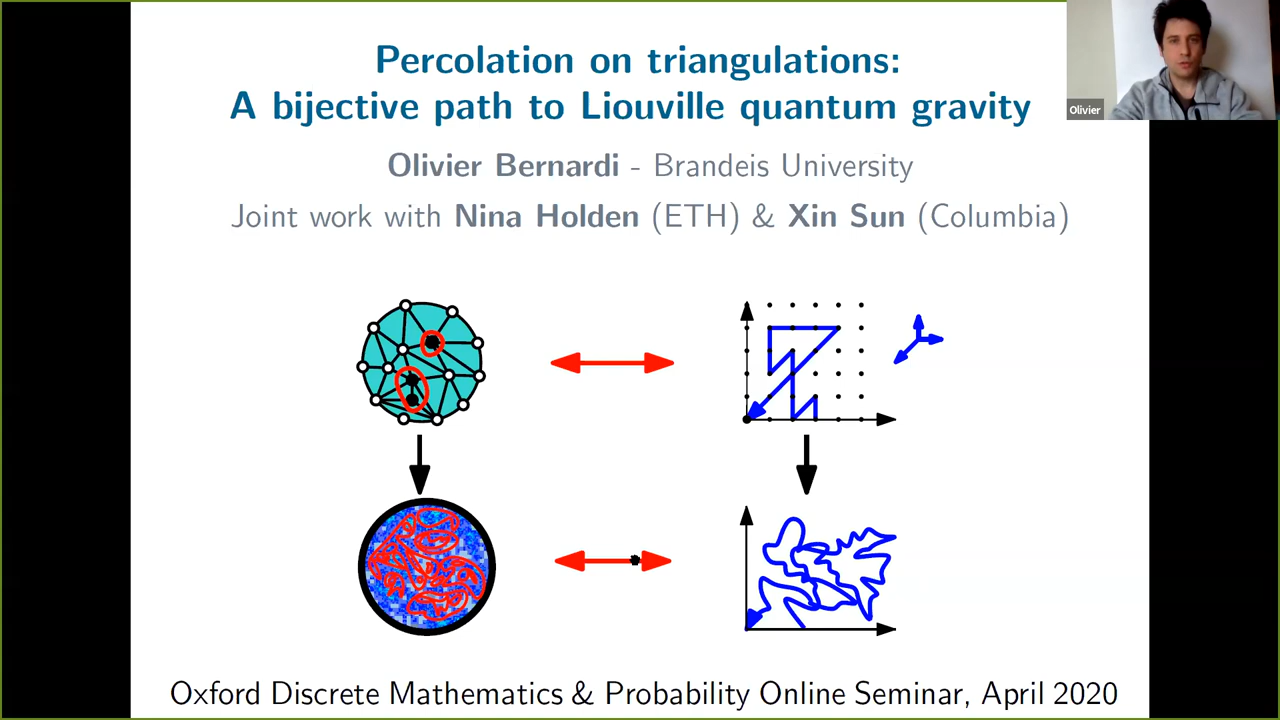 Percolation on triangulations:
A bijective path to Liouville quantum gravity
Olivier
Olivier Bernardi - Brandeis University
Joint work with Nina Holden (ETH) & Xin Sun (Columbia)
Oxford Discrete Mathematics & Probability Online Seminar, April 2020